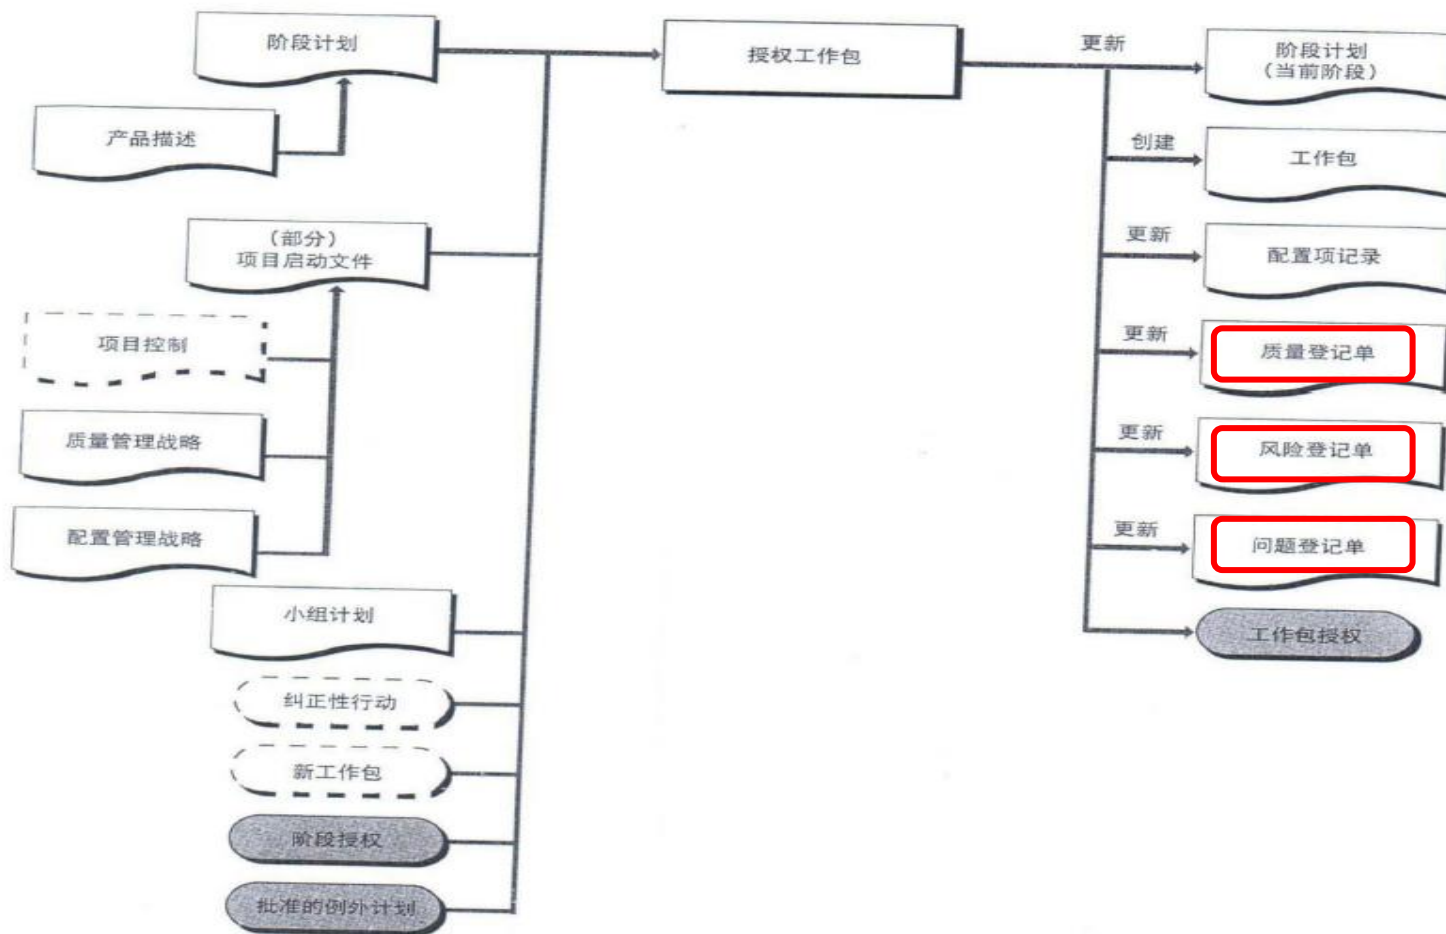 阶段计划
产品描述
(部分)
项目启动文件
项目控制
质量管理战略
配置管理战略
小组计划
纠正性行动
新工作包
阶段授权
批准的例外计划
授权工作包
更新
阶段计划
(当前阶段)
创建
工作包
更新
配置项记录
更新
质量登记单
更新
风险登记单
更新
问题登记单
工作包授权